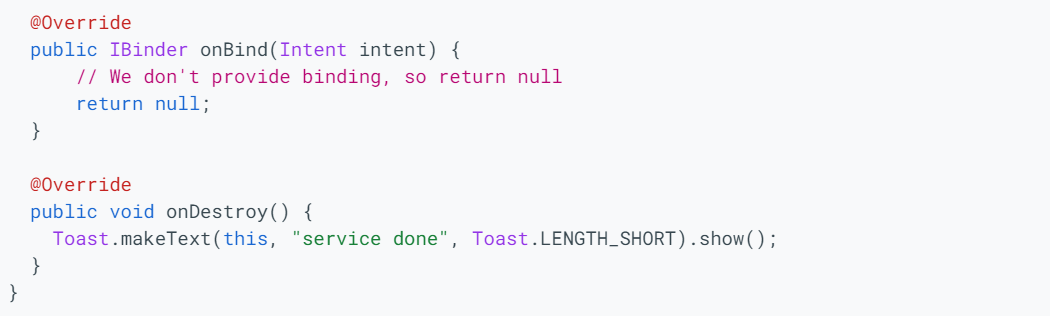 @Override
public IBinder onBind(Intent intent) {
// We don't provide binding, so return null
return null;
}
@Override
public void onDestroy() {
Toast.makeText(this, "service done", Toast.LENGTH_SHORT).show();
}
}